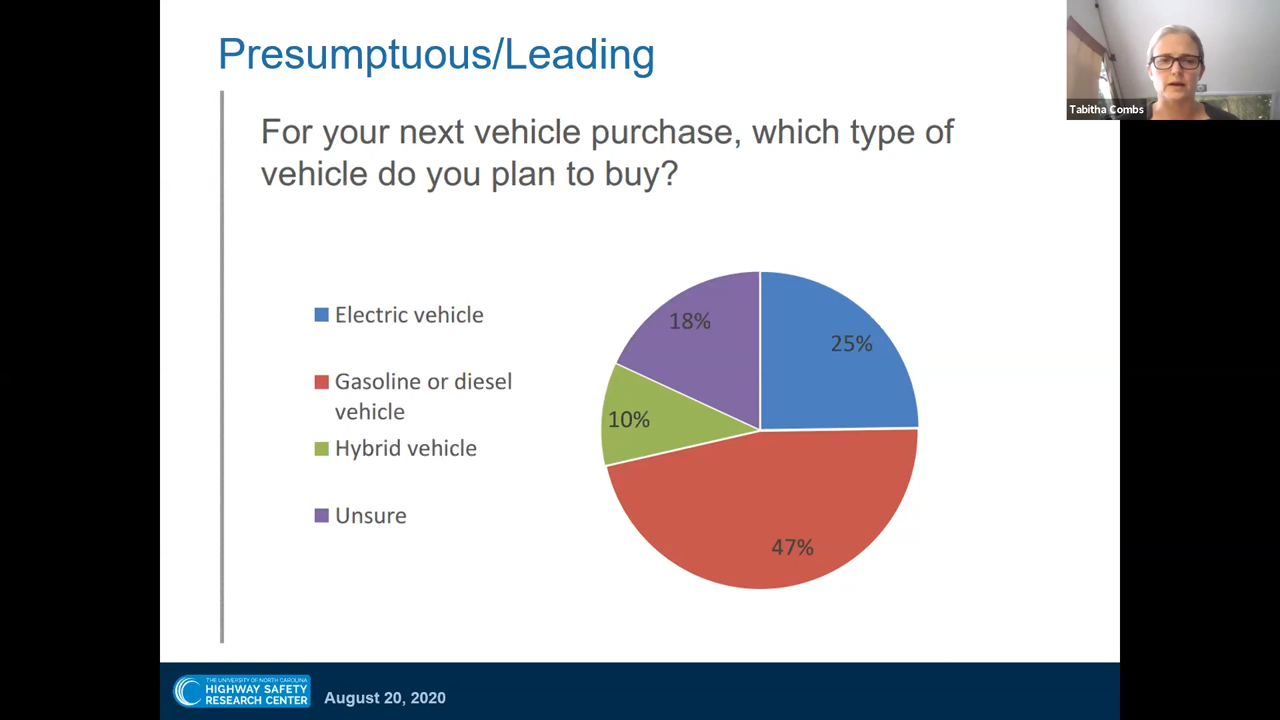 Presumptuous/Leading
Tabitha Combs
For your next vehicle purchase, which type of
vehicle do you plan to buy?
Electric vehicle
Gasoline or diesel
vehicle
Hybrid vehicle
Unsure
18%
25%
10%
47%
THE UNIVERSITY OF NORTH CAROLINA
HIGHWAY SAFETY
RESEARCH CENTER
August 20, 2020